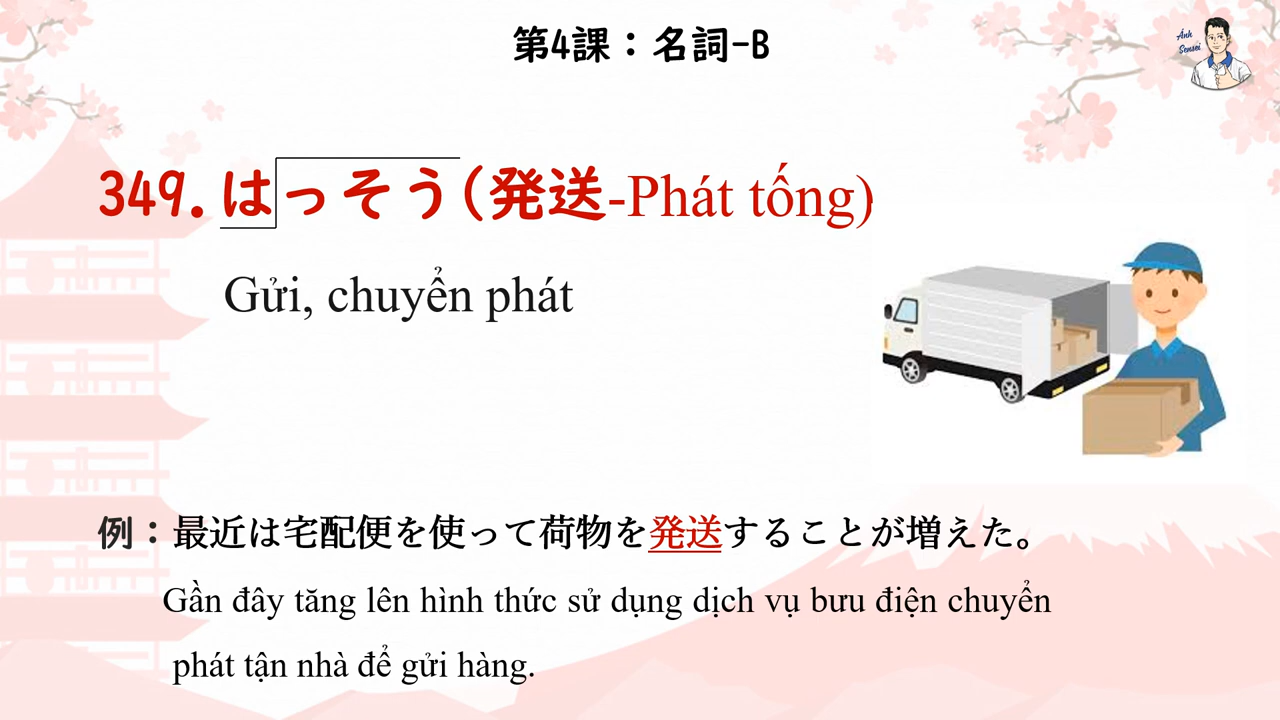 第4課：名詞-B
Anh
Sensei
349. はっそう(発送-Phát tống)
Gửi, chuyển phát
例：最近は宅配便を使って荷物を発送することが増えた。
Gần đây tăng lên hình thức sử dụng dịch vụ bưu điện chuyển
phát tận nhà để gửi hàng.